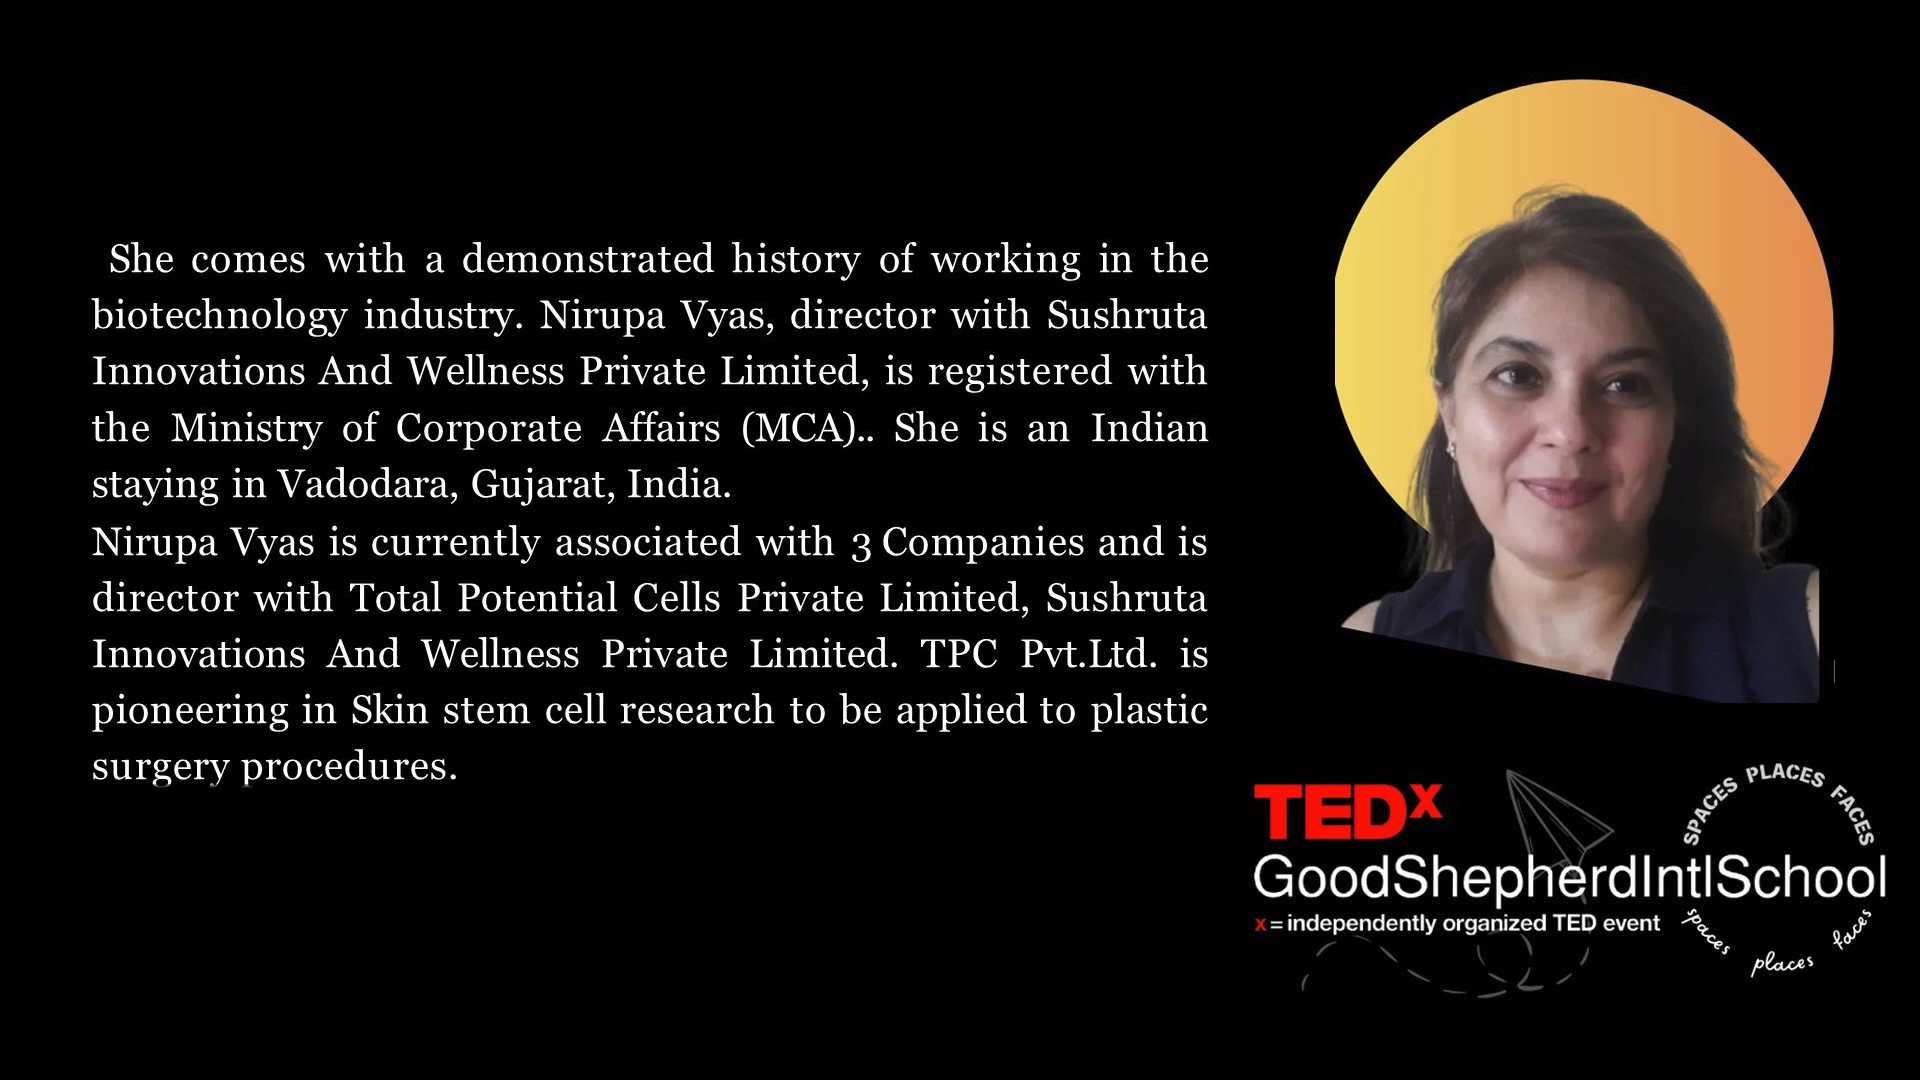 She comes with a demonstrated history of working in the
biotechnology industry. Nirupa Vyas, director with Sushruta
Innovations And Wellness Private Limited, is registered with
the Ministry of Corporate Affairs (MCA).. She is an Indian
staying in Vadodara, Gujarat, India.
Nirupa Vyas is currently associated with 3 Companies and is
director with Total Potential Cells Private Limited, Sushruta
Innovations And Wellness Private Limited. TPC Pvt.Ltd. is
pioneering in Skin stem cell research to be applied to plastic
surgery procedures.
TEDx
GoodShepherdIntlSchool
x = independently organized TED event
SPACES PLACES FACES
spaces places faces